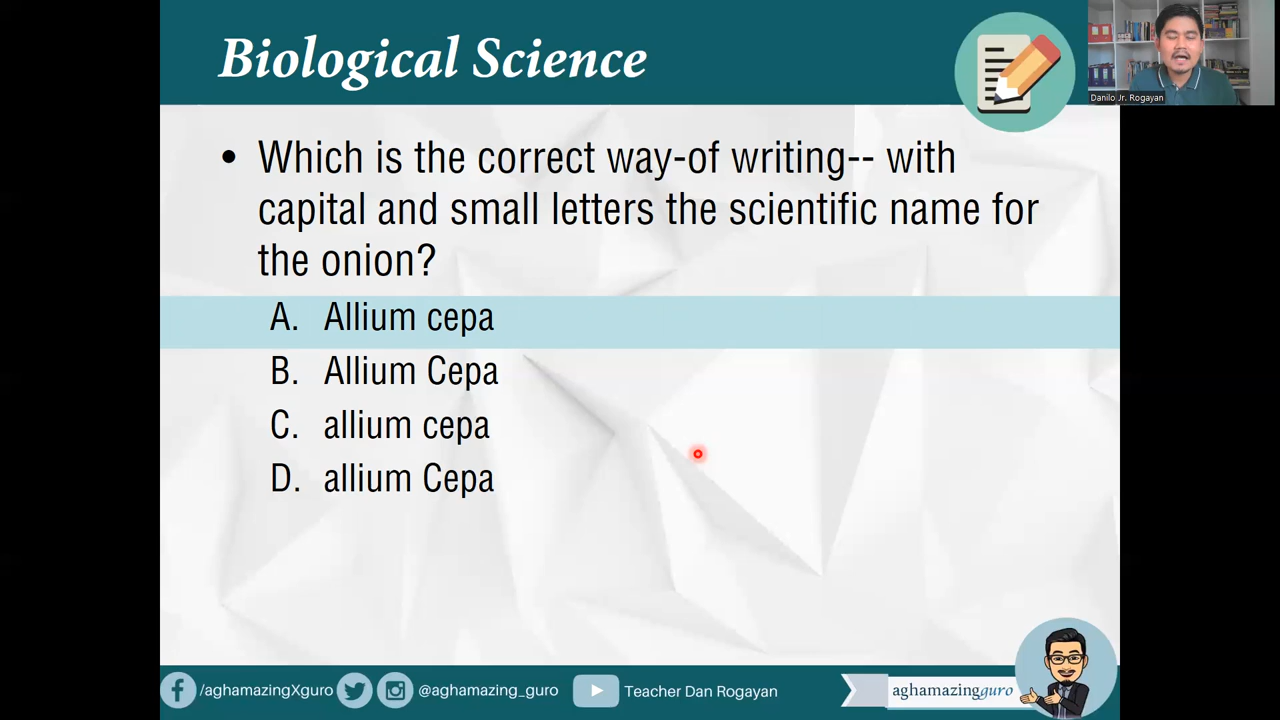 Biological Science
Danilo Jr. Rogayan
• Which is the correct way-of writing-- with
capital and small letters the scientific name for
the onion?
A. Allium cepa
B. Allium Cepa
C. allium cepa
D. allium Cepa
/aghamazingXguro
@aghamazing_guro
Teacher Dan Rogayan
aghamazingguro